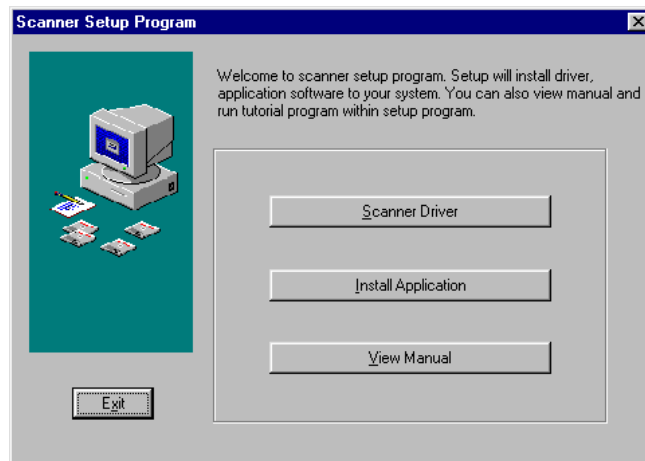 Scanner Setup Program
Welcome to scanner setup program. Setup will install driver,
application software to your system. You can also view manual and
run tutorial program within setup program.
Scanner Driver
Install Application
View Manual
Exit